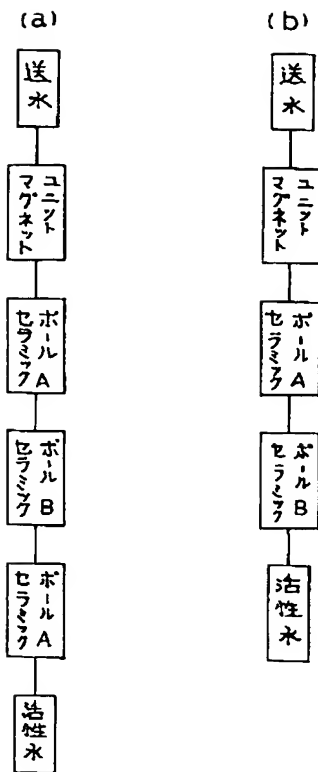 (a)
送水
マグネット
ユニット
セラミック
ボールA
セラミック
ボールB
セラミック
ボールA
活性水
(b)
送水
マグネット
ユニット
セラミック
ボールA
セラミック
ボールB
活性水